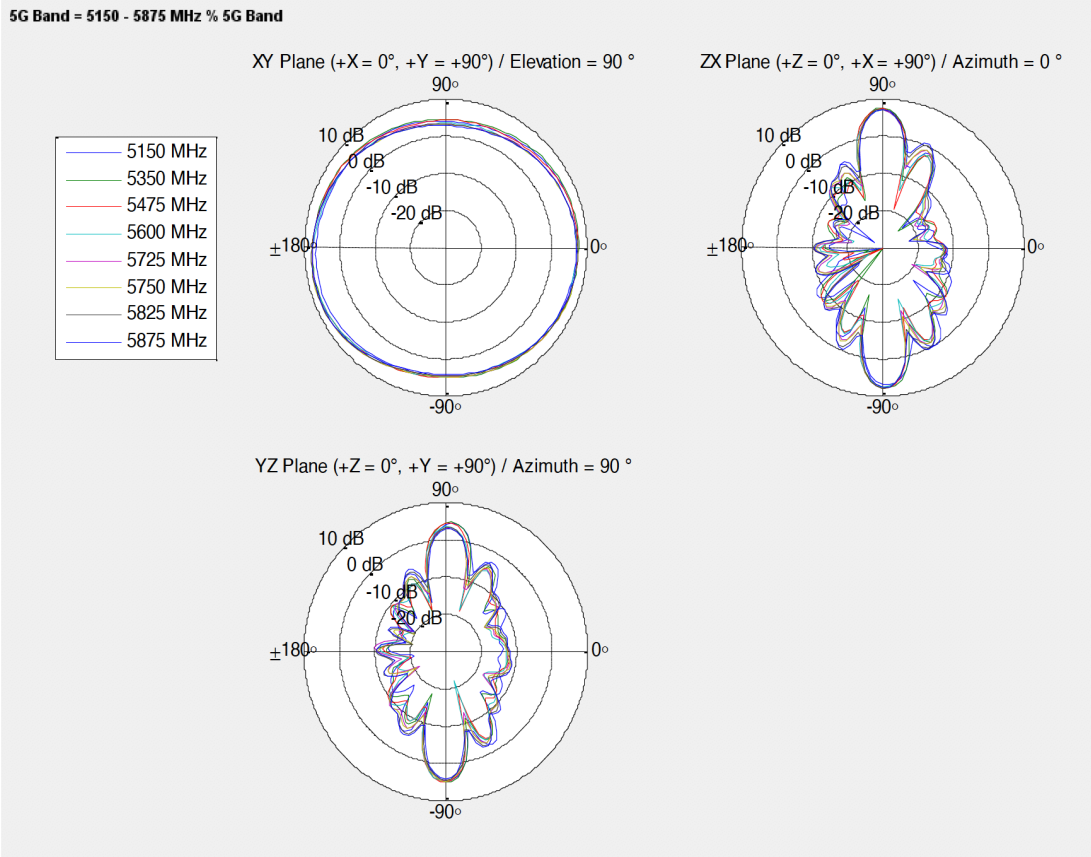 5G Band = 5150 - 5875 MHz % 5G Band
XY Plane (+X = 0°, +Y = +90°) / Elevation = 90 °
90°
10 dB
0 dB
-10 dB
-20 dB
±180°
0°
-90°
ZX Plane (+Z = 0°, +X = +90°) / Azimuth = 0 °
90°
10 dB
0 dB
-10 dB
-20 dB
±180°
0°
-90°
5150 MHz
5350 MHz
5475 MHz
5600 MHz
5725 MHz
5750 MHz
5825 MHz
5875 MHz
YZ Plane (+Z = 0°, +Y = +90°) / Azimuth = 90 °
90°
10 dB
0 dB
-10 dB
-20 dB
±180°
0°
-90°